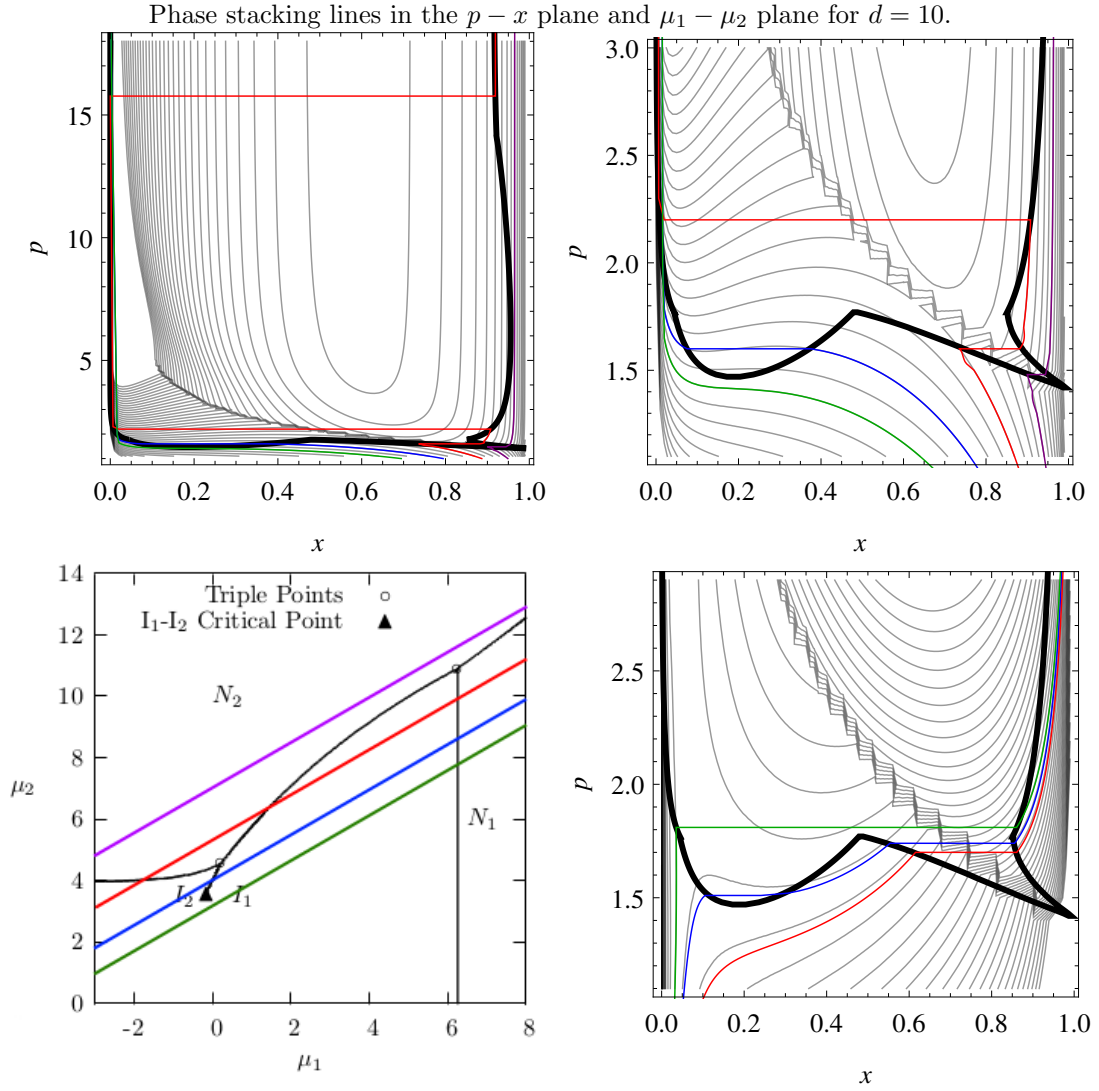 Phase stacking lines in the p − x plane and μ₁ − μ₂ plane for d = 10.
p
15
10
5
0.0 0.2 0.4 0.6 0.8 1.0
x
p
3.0
2.5
2.0
1.5
0.0 0.2 0.4 0.6 0.8 1.0
x
μ₂
14
12
10
8
6
4
2
0
Triple Points
I₁-I₂ Critical Point
N₂
N₁
I₂ I₁
-2 0 2 4 6 8
μ₁
p
2.5
2.0
1.5
0.0 0.2 0.4 0.6 0.8 1.0
x